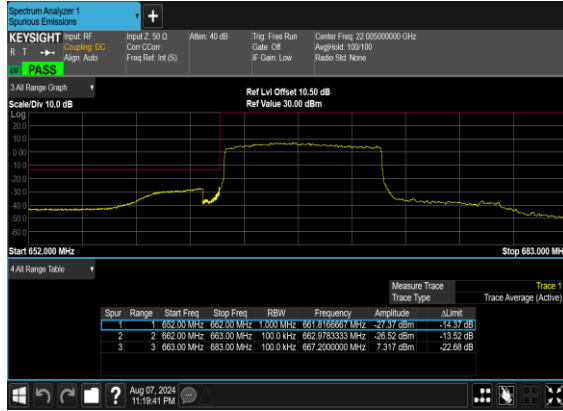 Spectrum Analyzer 1
Spurious Emissions
KEYSIGHT Input: RF Input Z: 50 Ω Atten: 40 dB Trig: Free Run Center Freq: 22.005000000 GHz
R T Coupling: DC Corr CCorr Gate: Off Avg|Hold: 100/100
Align: Auto Freq Ref: Int (S) IF Gain: Low Radio Std: None
PASS
3 All Range Graph Ref Lvl Offset 10.50 dB
Scale/Div 10.0 dB Ref Value 30.00 dBm
Log
20.0
10.0
0.00
-10.0
-20.0
-30.0
-40.0
-50.0
-60.0
Start 652.000 MHz Stop 683.000 MHz
4 All Range Table
Measure Trace Trace 1
Trace Type Trace Average (Active)
Spur Range Start Freq Stop Freq RBW Frequency Amplitude ΔLimit
1 1 652.00 MHz 662.00 MHz 1.000 MHz 661.8166667 MHz -27.37 dBm -14.37 dB
2 2 662.00 MHz 663.00 MHz 100.0 kHz 662.9783333 MHz -26.52 dBm -13.52 dB
3 3 663.00 MHz 683.00 MHz 100.0 kHz 667.2000000 MHz 7.317 dBm -22.68 dB
? Aug 07, 2024
11:19:41 PM